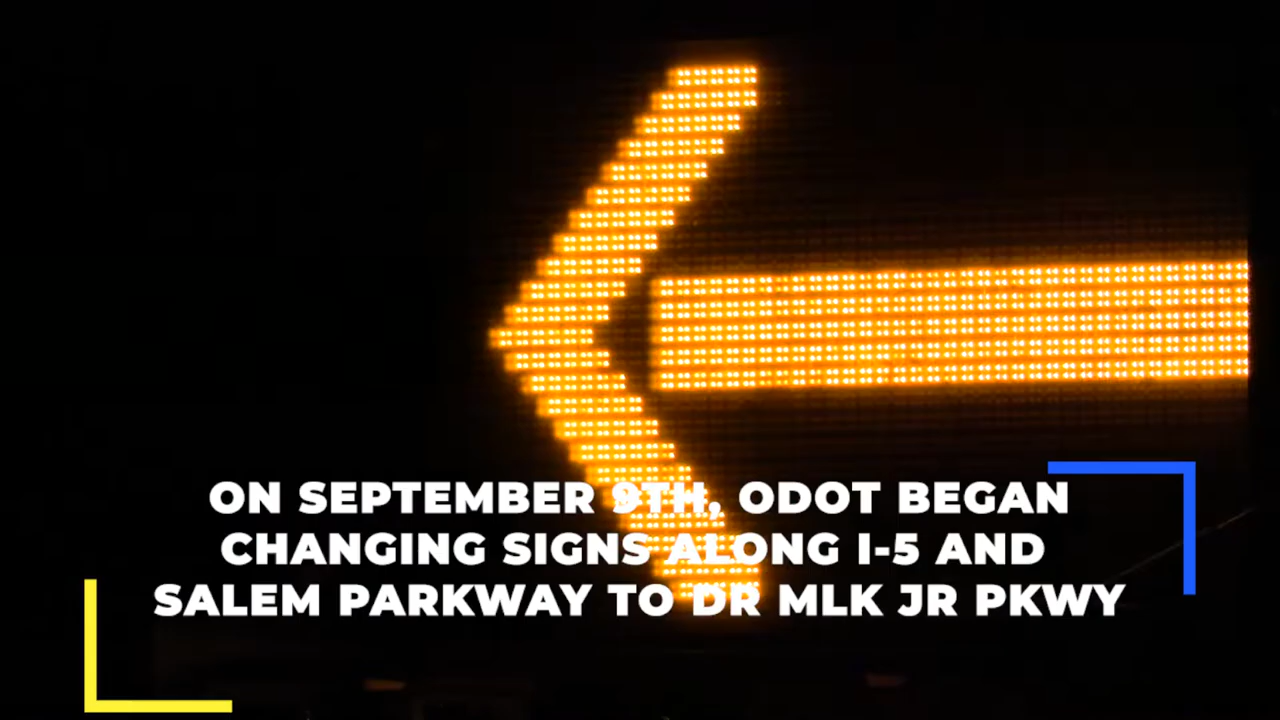 ON SEPTEMBER 9TH, ODOT BEGAN
CHANGING SIGNS ALONG I-5 AND
SALEM PARKWAY TO DR MLK JR PKWY